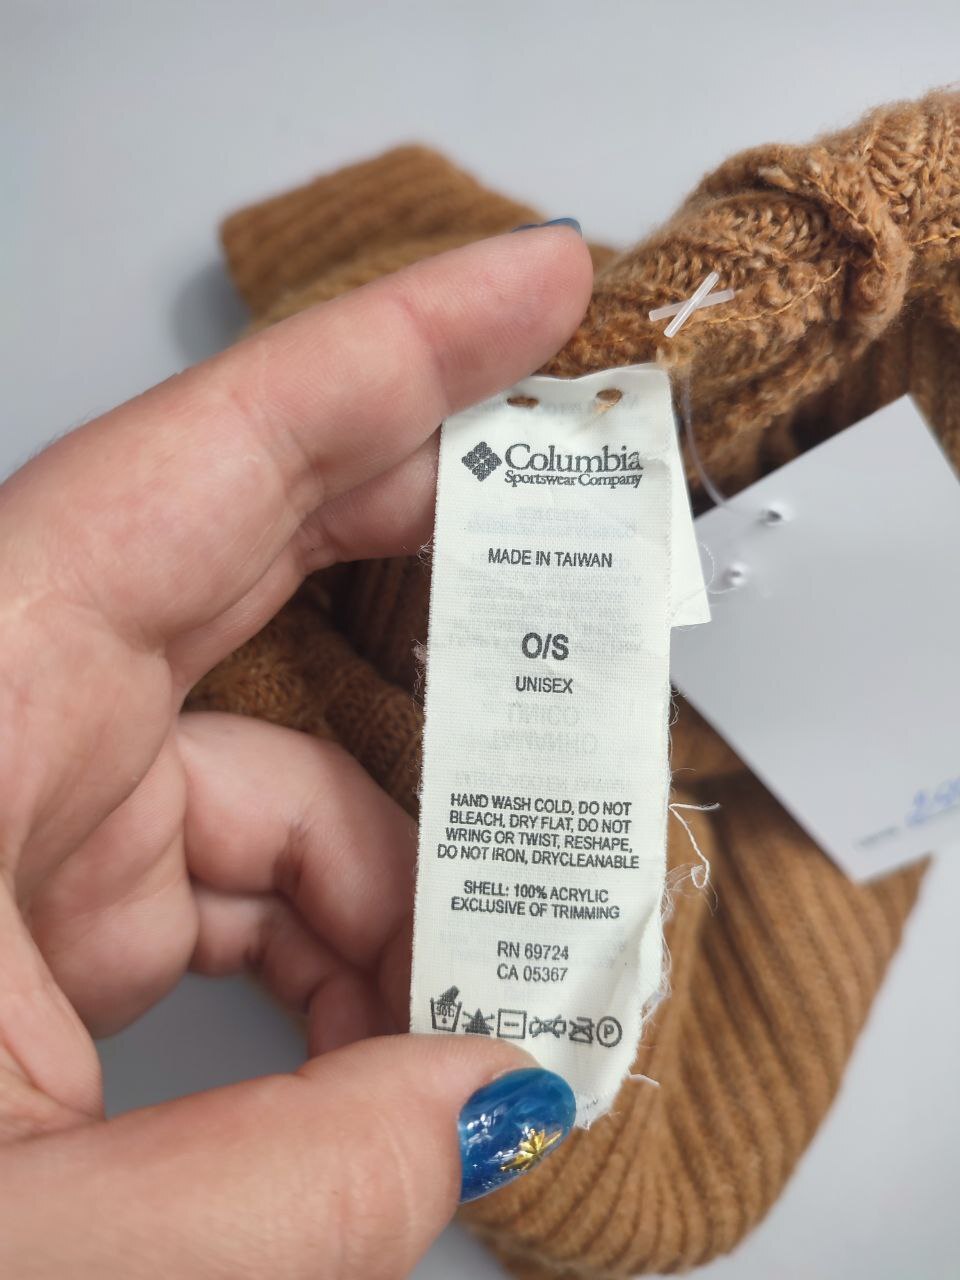 Columbia
Sportswear Company
MADE IN TAIWAN
O/S
UNISEX
HAND WASH COLD, DO NOT
BLEACH, DRY FLAT, DO NOT
WRING OR TWIST, RESHAPE,
DO NOT IRON, DRYCLEANABLE
SHELL: 100% ACRYLIC
EXCLUSIVE OF TRIMMING
RN 69724
CA 05367
30C
P